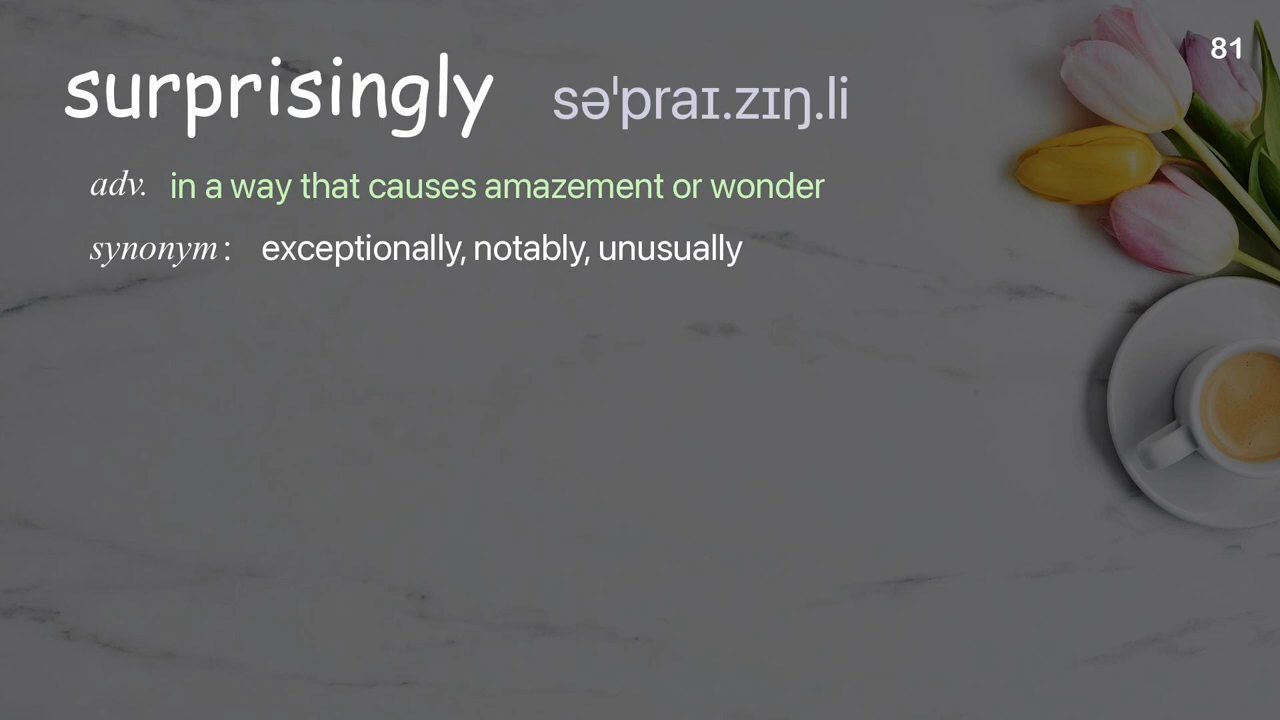 81
surprisingly səˈpraɪ.zɪŋ.li
adv. in a way that causes amazement or wonder
synonym : exceptionally, notably, unusually